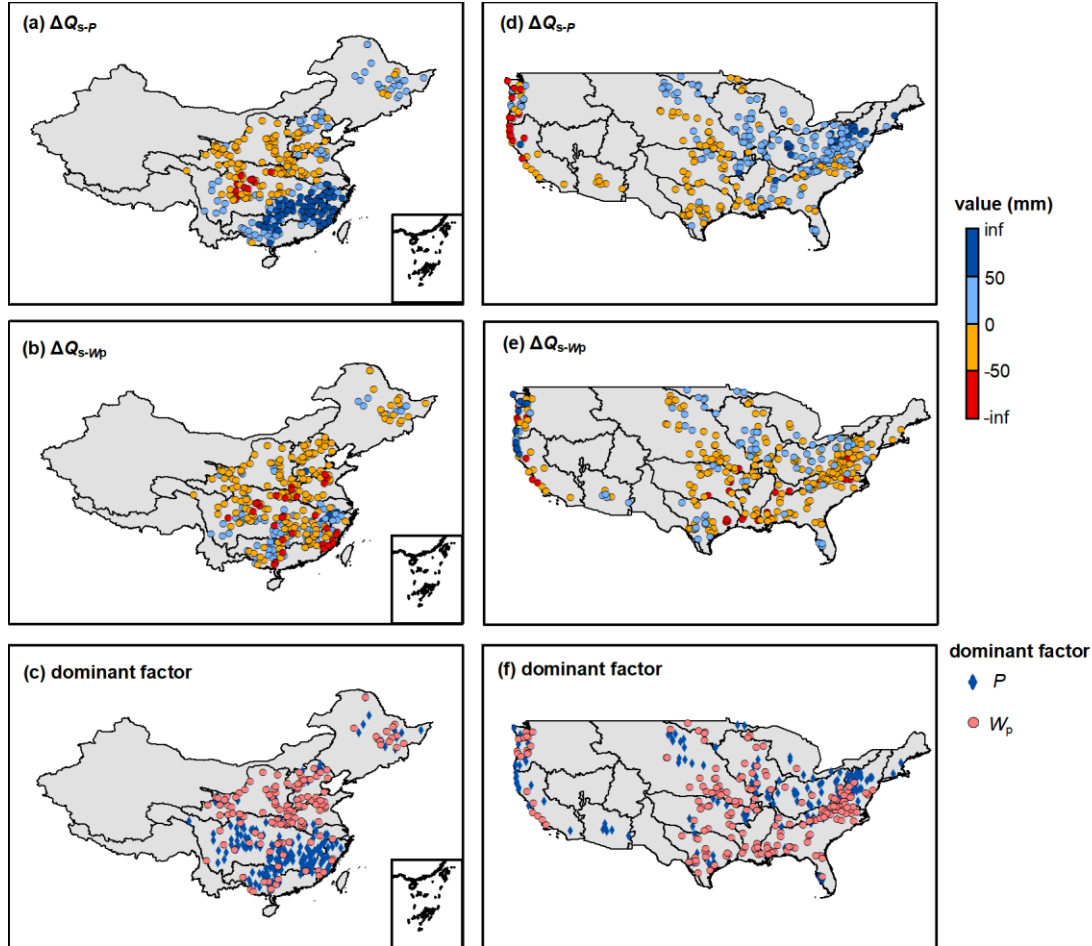 (a) ΔQs-P
(d) ΔQs-P
value (mm)
inf
50
0
-50
-inf
(b) ΔQs-Wp
(e) ΔQs-Wp
(c) dominant factor
(f) dominant factor
dominant factor
P
Wp